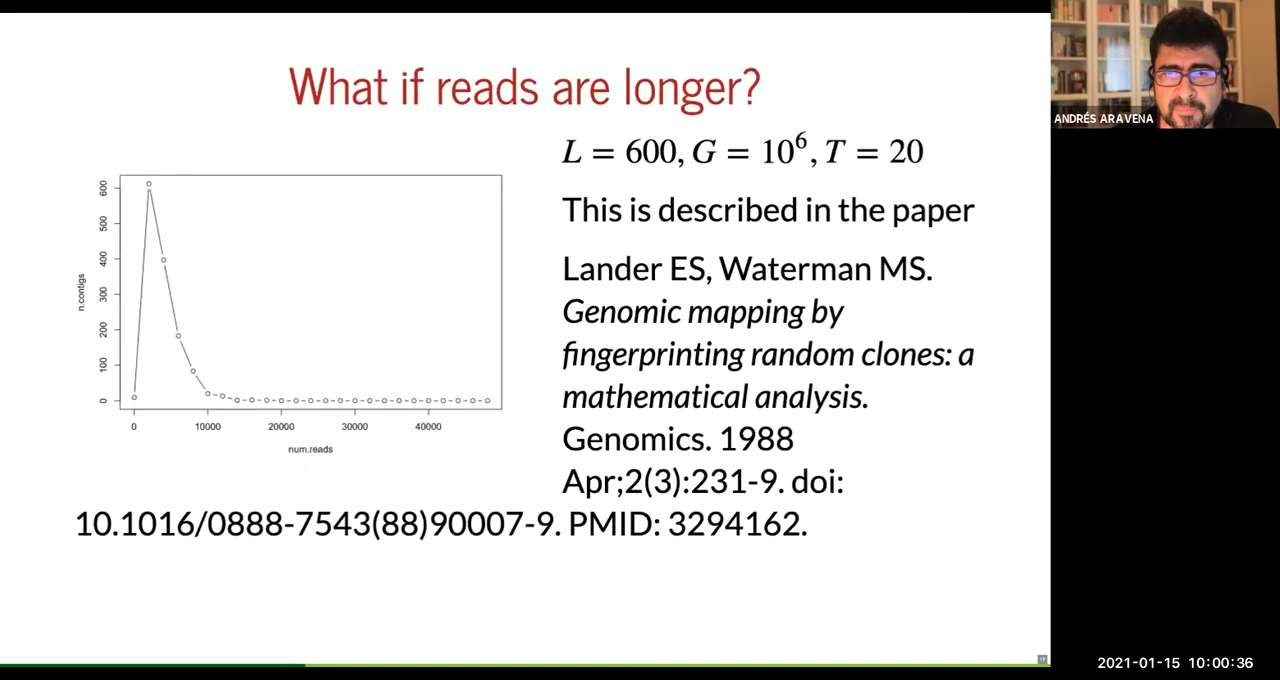 What if reads are longer?
L = 600, G = 10⁶, T = 20
This is described in the paper
Lander ES, Waterman MS.
Genomic mapping by
fingerprinting random clones: a
mathematical analysis.
Genomics. 1988
Apr;2(3):231-9. doi:
10.1016/0888-7543(88)90007-9. PMID: 3294162.
n.contigs
600
500
400
300
200
100
0
0 10000 20000 30000 40000
num.reads
ANDRÉS ARAVENA
2021-01-15 10:00:36